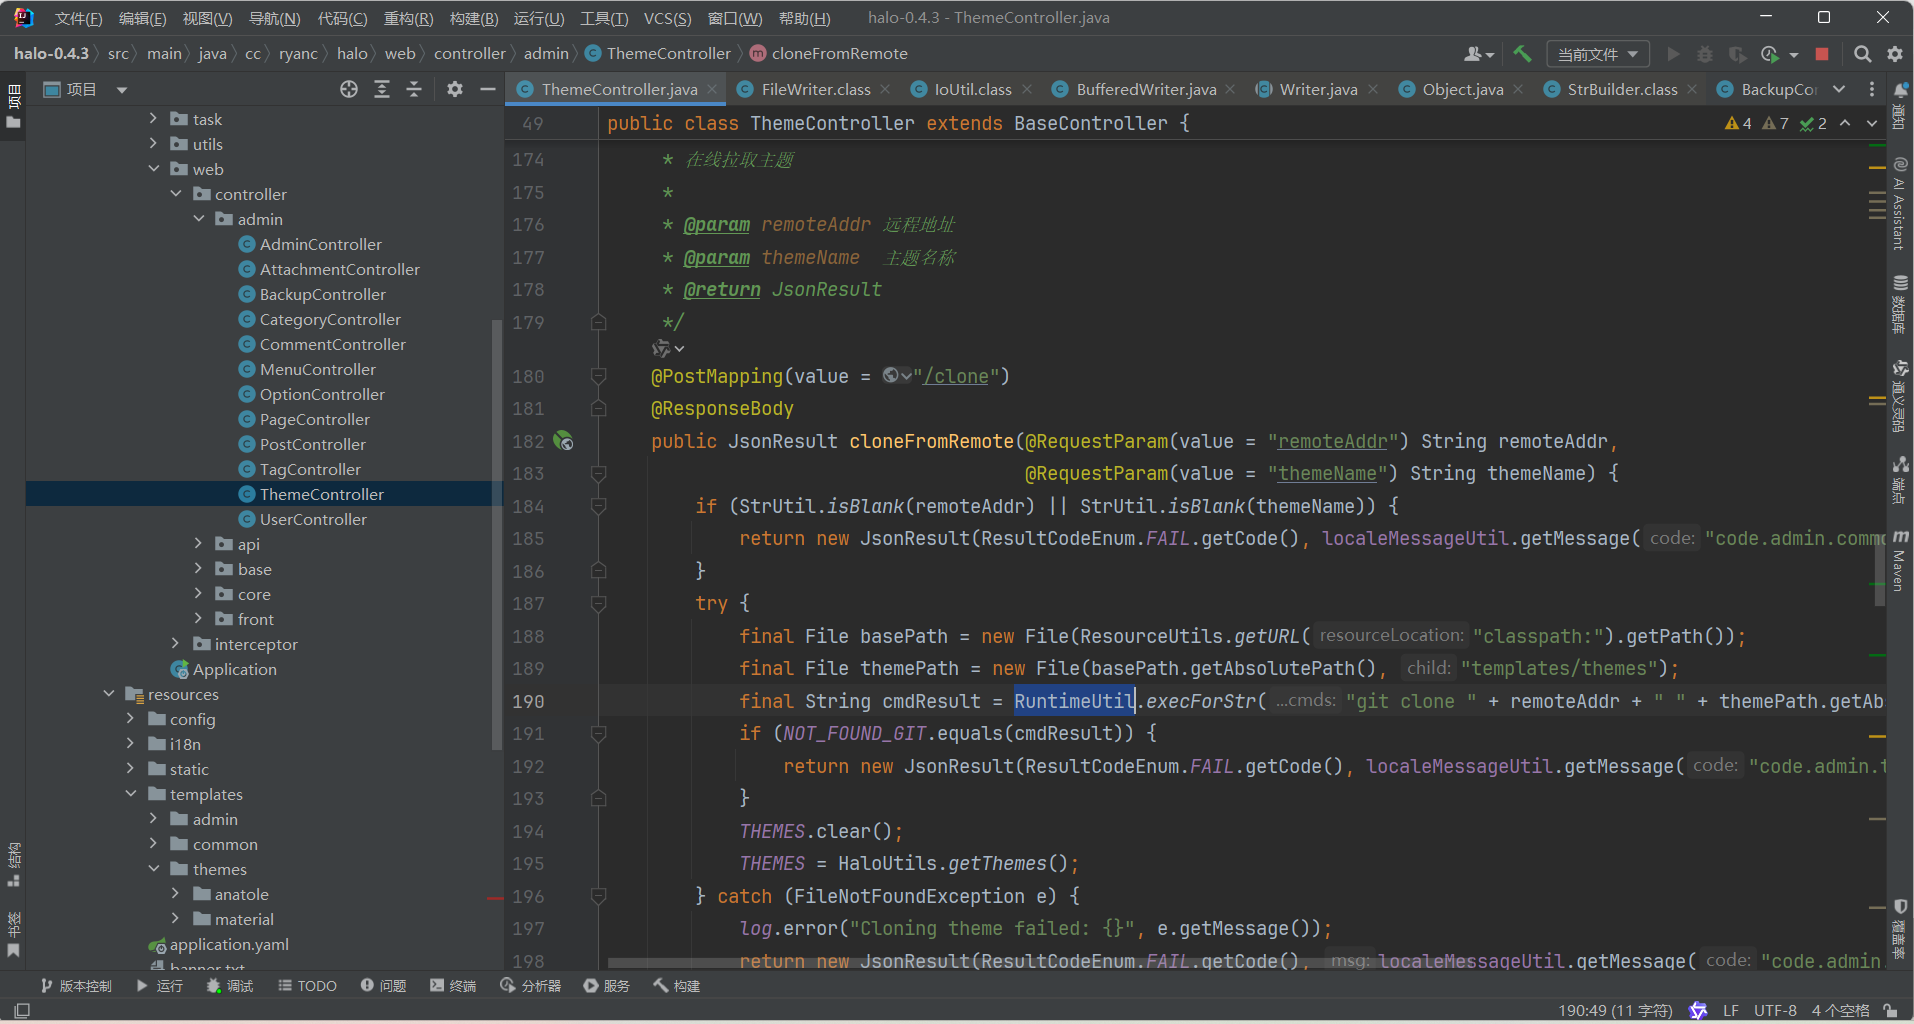 文件(F) 编辑(E) 视图(V) 导航(N) 代码(C) 重构(R) 构建(B) 运行(U) 工具(T) VCS(S) 窗口(W) 帮助(H) halo-0.4.3 - ThemeController.java
halo-0.4.3 src main java cc ryanc halo web controller admin ThemeController cloneFromRemote
当前文件
项目
项目
ThemeController.java FileWriter.class IoUtil.class BufferedWriter.java Writer.java Object.java StrBuilder.class BackupCor
task
utils
web
controller
admin
AdminController
AttachmentController
BackupController
CategoryController
CommentController
MenuController
OptionController
PageController
PostController
TagController
ThemeController
UserController
api
base
core
front
interceptor
Application
resources
config
i18n
static
templates
admin
common
themes
anatole
material
application.yaml
banner.txt
结构
书签
49 public class ThemeController extends BaseController {
4 7 2
174 * 在线拉取主题
175 *
176 * @param remoteAddr 远程地址
177 * @param themeName 主题名称
178 * @return JsonResult
179 */
180 @PostMapping(value = "/clone")
181 @ResponseBody
182 public JsonResult cloneFromRemote(@RequestParam(value = "remoteAddr") String remoteAddr,
183 @RequestParam(value = "themeName") String themeName) {
184 if (StrUtil.isBlank(remoteAddr) || StrUtil.isBlank(themeName)) {
185 return new JsonResult(ResultCodeEnum.FAIL.getCode(), localeMessageUtil.getMessage( code: "code.admin.commo
186 }
187 try {
188 final File basePath = new File(ResourceUtils.getURL( resourceLocation: "classpath:").getPath());
189 final File themePath = new File(basePath.getAbsolutePath(), child: "templates/themes");
190 final String cmdResult = RuntimeUtil.execForStr( ...cmds: "git clone " + remoteAddr + " " + themePath.getAb
191 if (NOT_FOUND_GIT.equals(cmdResult)) {
192 return new JsonResult(ResultCodeEnum.FAIL.getCode(), localeMessageUtil.getMessage( code: "code.admin.t
193 }
194 THEMES.clear();
195 THEMES = HaloUtils.getThemes();
196 } catch (FileNotFoundException e) {
197 log.error("Cloning theme failed: {}", e.getMessage());
198 return new JsonResult(ResultCodeEnum.FAIL.getCode(), msg: localeMessageUtil.getMessage( code: "code.admin.
通知
AI Assistant
数据库
通义灵码
端点
Maven
覆盖率
版本控制 运行 调试 TODO 问题 终端 分析器 服务 构建
190:49 (11 字符) LF UTF-8 4 个空格